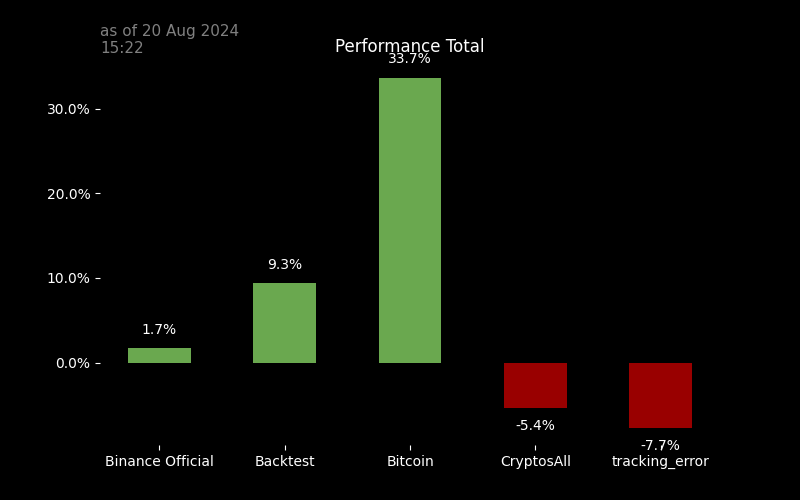 as of 20 Aug 2024
15:22
Performance Total
33.7%
30.0%
20.0%
9.3%
10.0%
1.7%
0.0%
-5.4%
-7.7%
Binance Official
Backtest
Bitcoin
CryptosAll
tracking_error